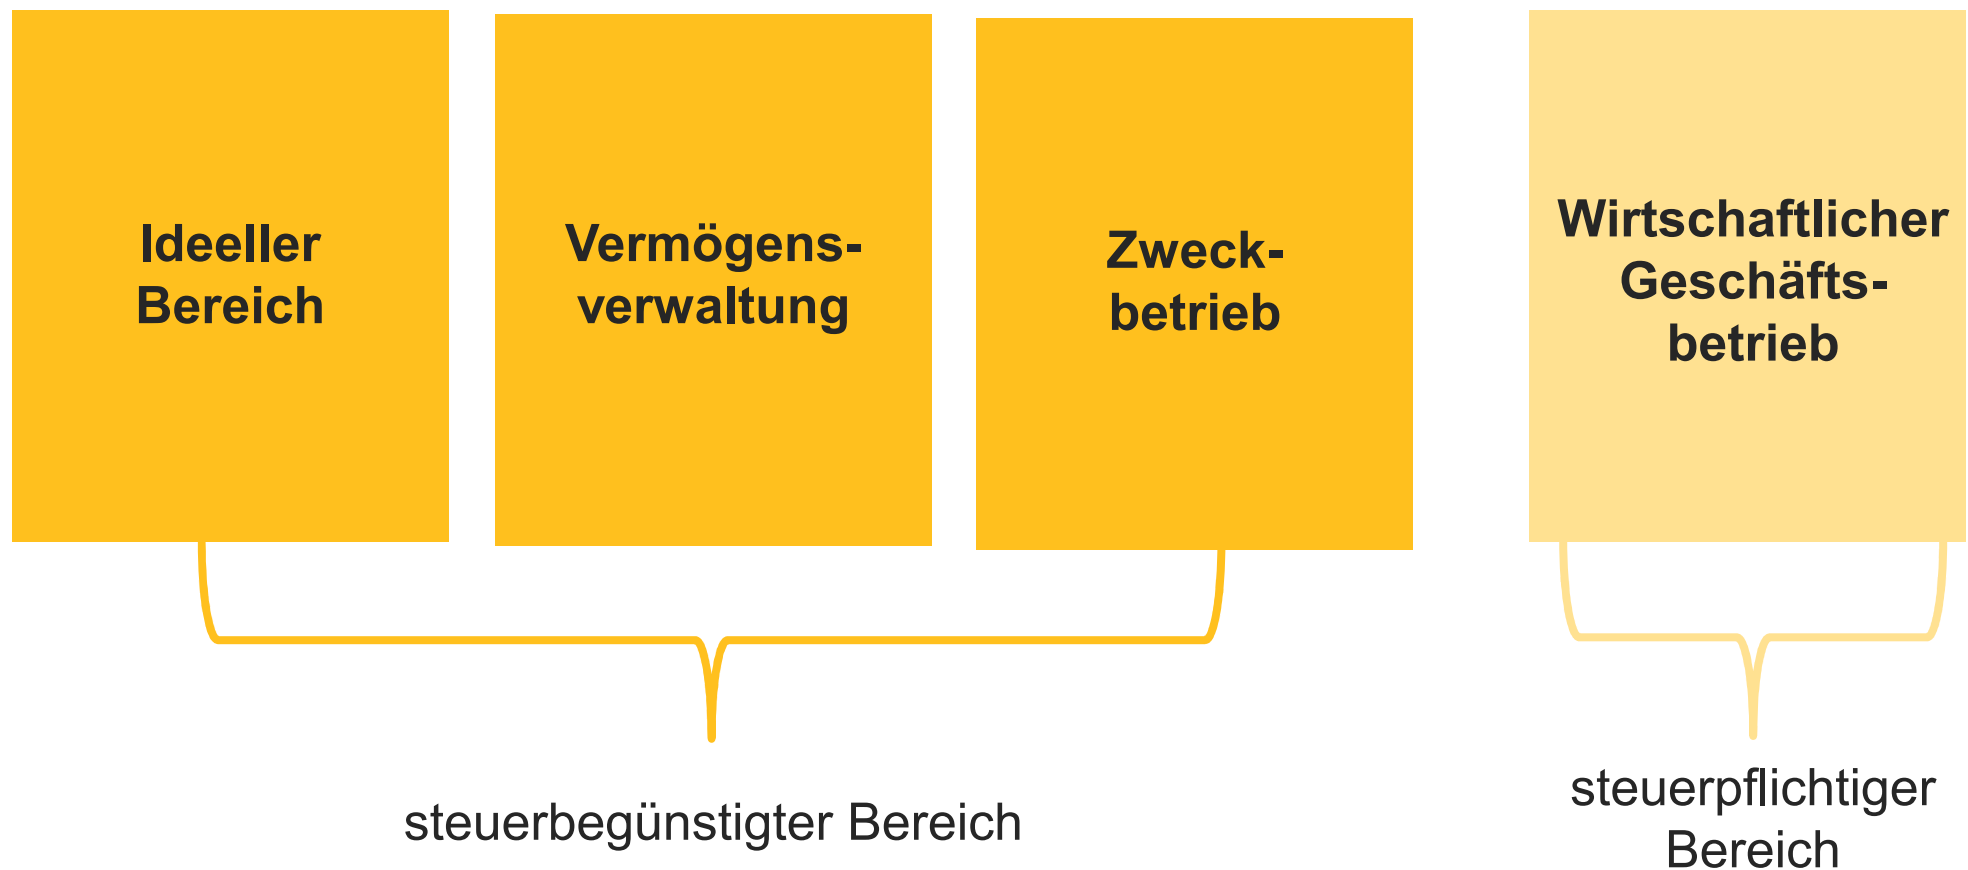 Ideeller
Bereich
Vermögens-
verwaltung
Zweck-
betrieb
Wirtschaftlicher
Geschäfts-
betrieb
steuerbegünstigter Bereich
steuerpflichtiger
Bereich